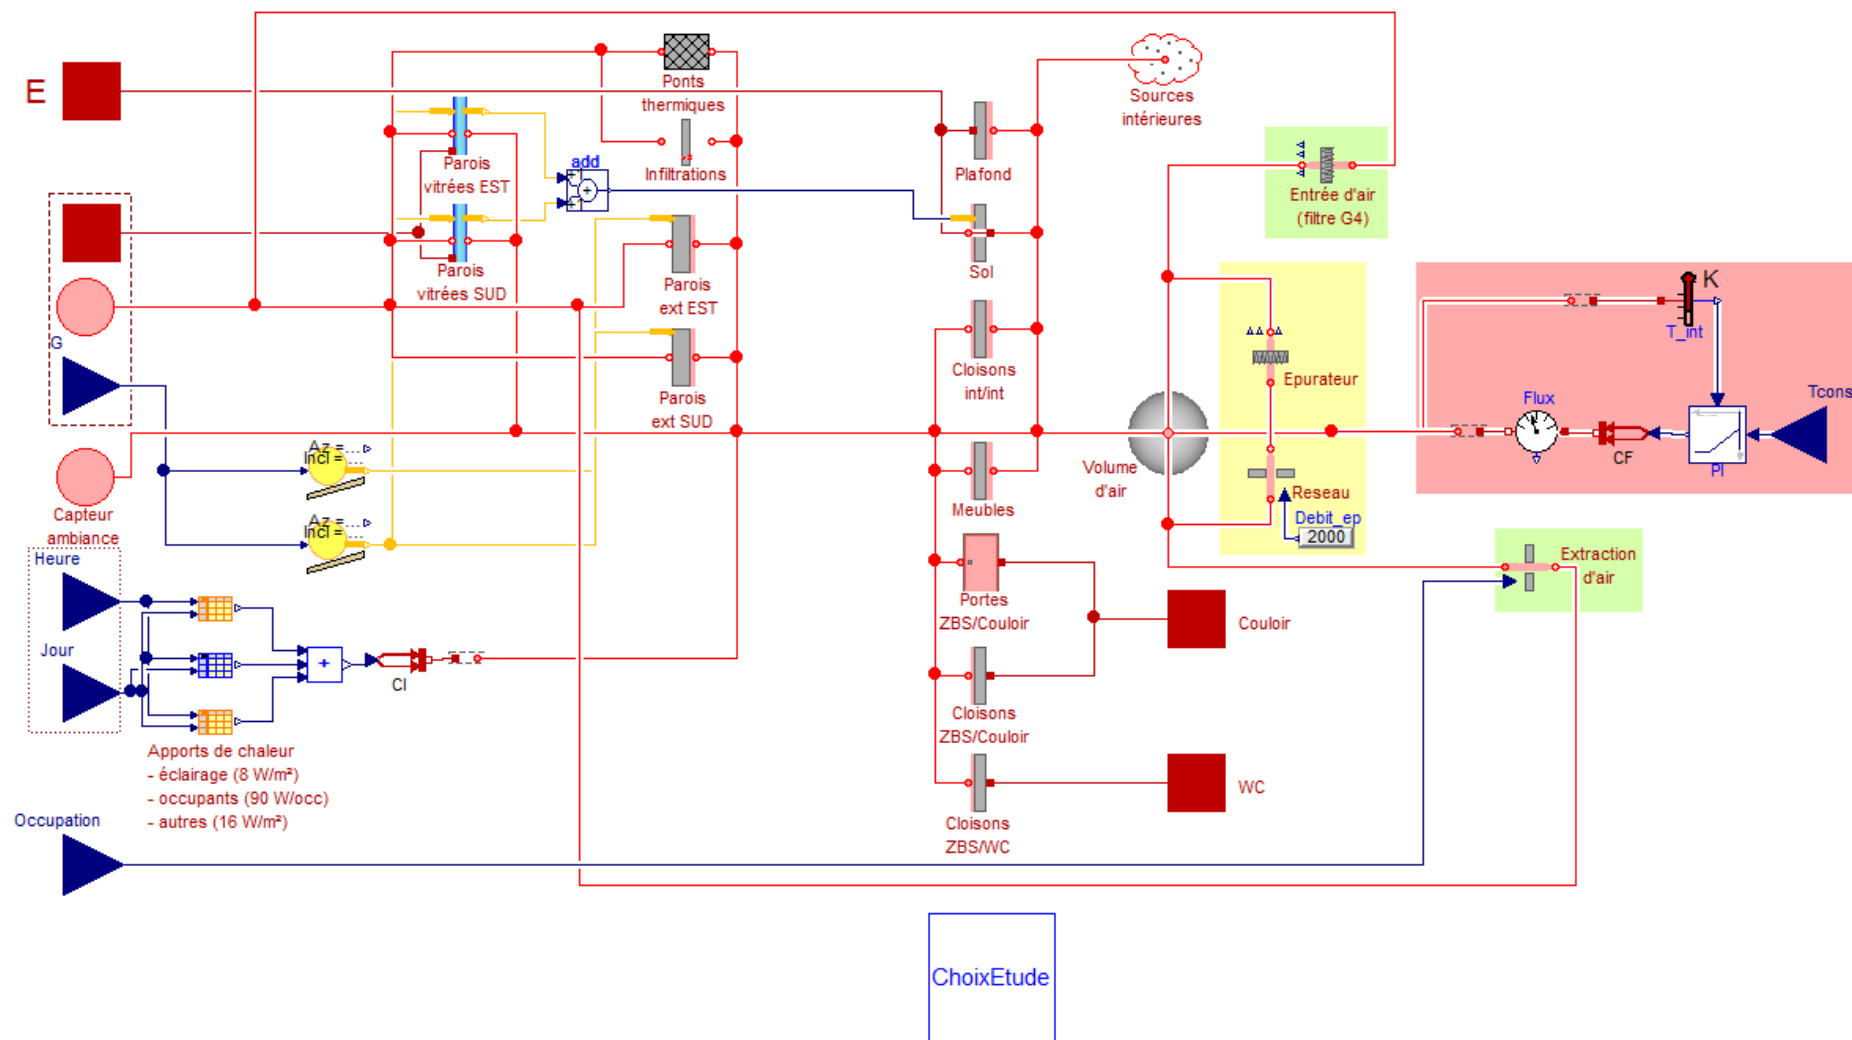 E
Ponts
thermiques
Sources
intérieures
Parois
vitrées EST
add
+1
+1
+
Infiltrations
Plafond
Entrée d'air
(filtre G4)
Parois
vitrées SUD
Parois
ext EST
Sol
G
K
T_int
Cloisons
int/int
Epurateur
Parois
ext SUD
Flux
Tcons
CF
PI
Capteur
ambiance
Az =...
Incl =
Az =...
Incl =
Volume
d'air
Meubles
Reseau
Debit_ep
2000
Extraction
d'air
Heure
Jour
+
CI
Portes
ZBS/Couloir
Couloir
Cloisons
ZBS/Couloir
Apports de chaleur
- éclairage (8 W/m²)
- occupants (90 W/occ)
- autres (16 W/m²)
WC
Cloisons
ZBS/WC
Occupation
ChoixEtude